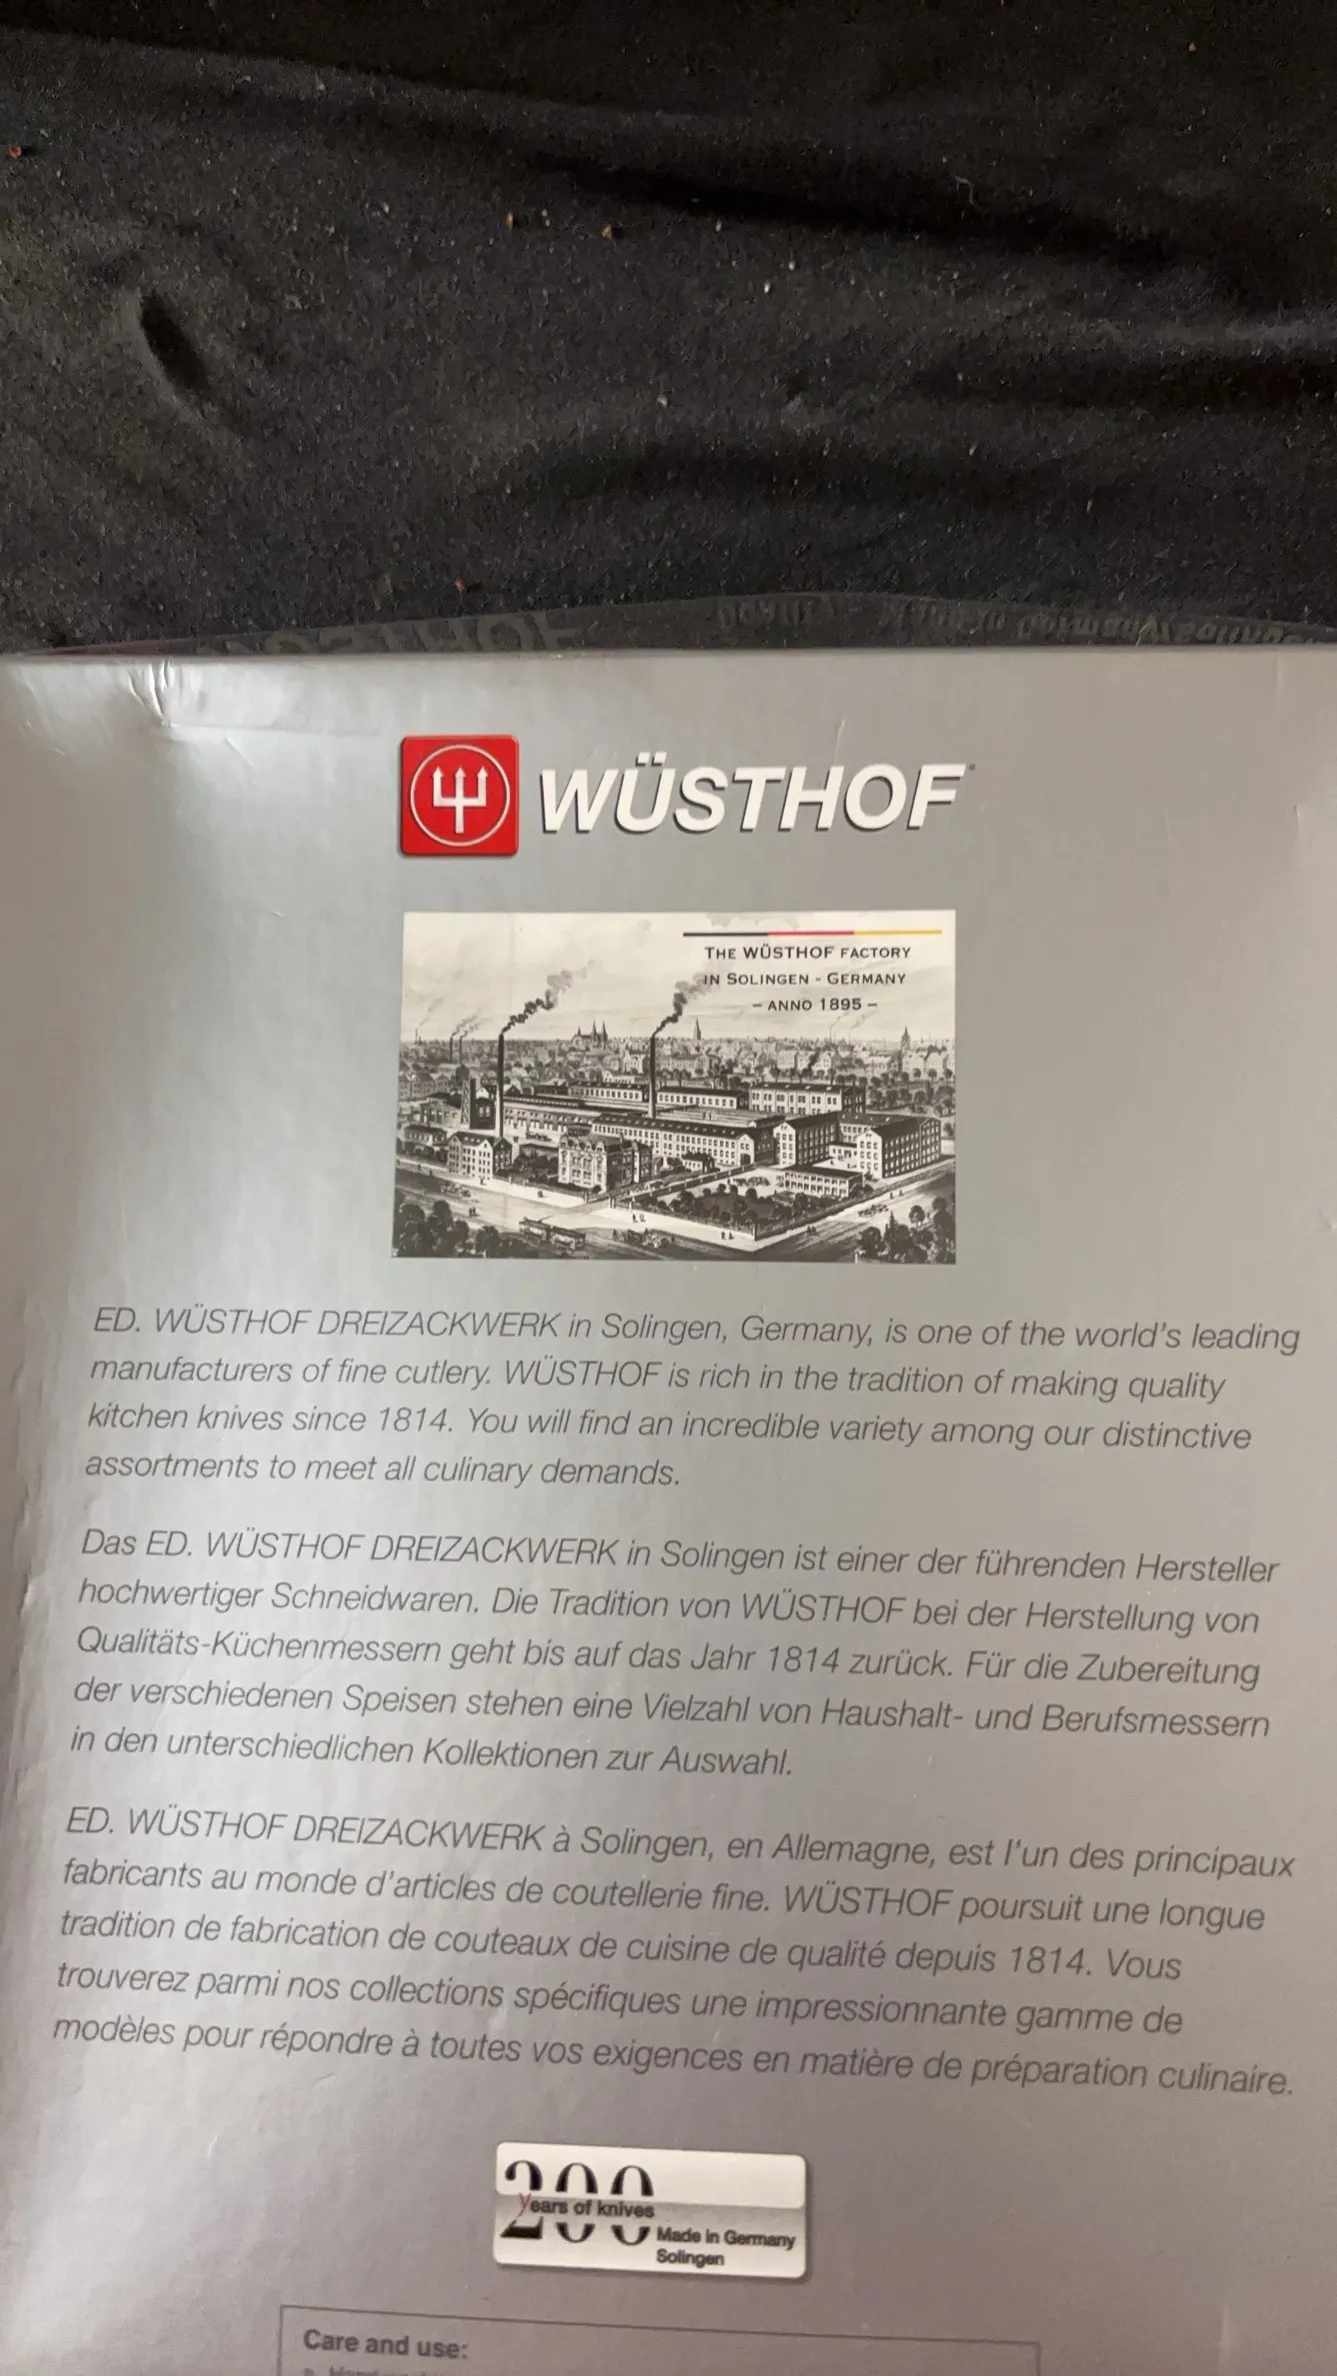 WÜSTHOF
THE WÜSTHOF FACTORY
IN SOLINGEN - GERMANY
– ANNO 1895 –
ED. WÜSTHOF DREIZACKWERK in Solingen, Germany, is one of the world's leading
manufacturers of fine cutlery. WÜSTHOF is rich in the tradition of making quality
kitchen knives since 1814. You will find an incredible variety among our distinctive
assortments to meet all culinary demands.
Das ED. WÜSTHOF DREIZACKWERK in Solingen ist einer der führenden Hersteller
hochwertiger Schneidwaren. Die Tradition von WÜSTHOF bei der Herstellung von
Qualitäts-Küchenmessern geht bis auf das Jahr 1814 zurück. Für die Zubereitung
der verschiedenen Speisen stehen eine Vielzahl von Haushalt- und Berufsmessern
in den unterschiedlichen Kollektionen zur Auswahl.
ED. WÜSTHOF DREIZACKWERK à Solingen, en Allemagne, est l'un des principaux
fabricants au monde d'articles de coutellerie fine. WÜSTHOF poursuit une longue
tradition de fabrication de couteaux de cuisine de qualité depuis 1814. Vous
trouverez parmi nos collections spécifiques une impressionnante gamme de
modèles pour répondre à toutes vos exigences en matière de préparation culinaire.
200
Years of knives
Made in Germany
Solingen
Care and use: